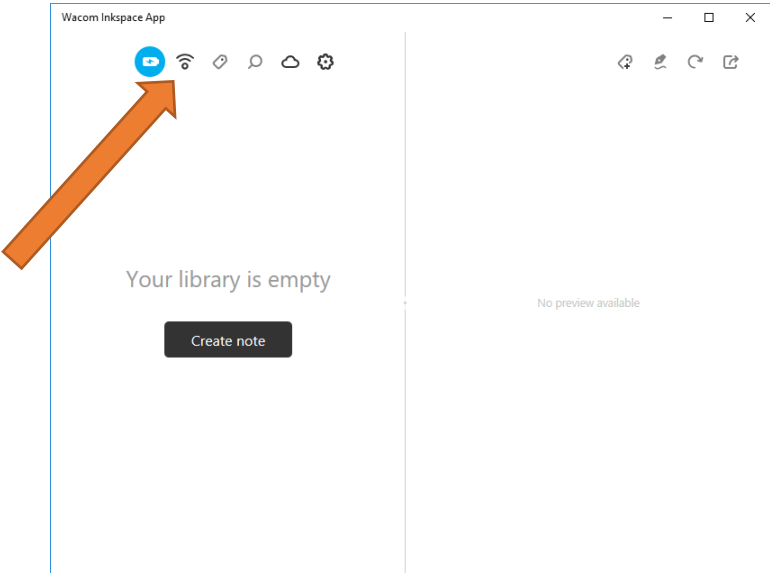 Wacom Inkspace App
Your library is empty
Create note
No preview available